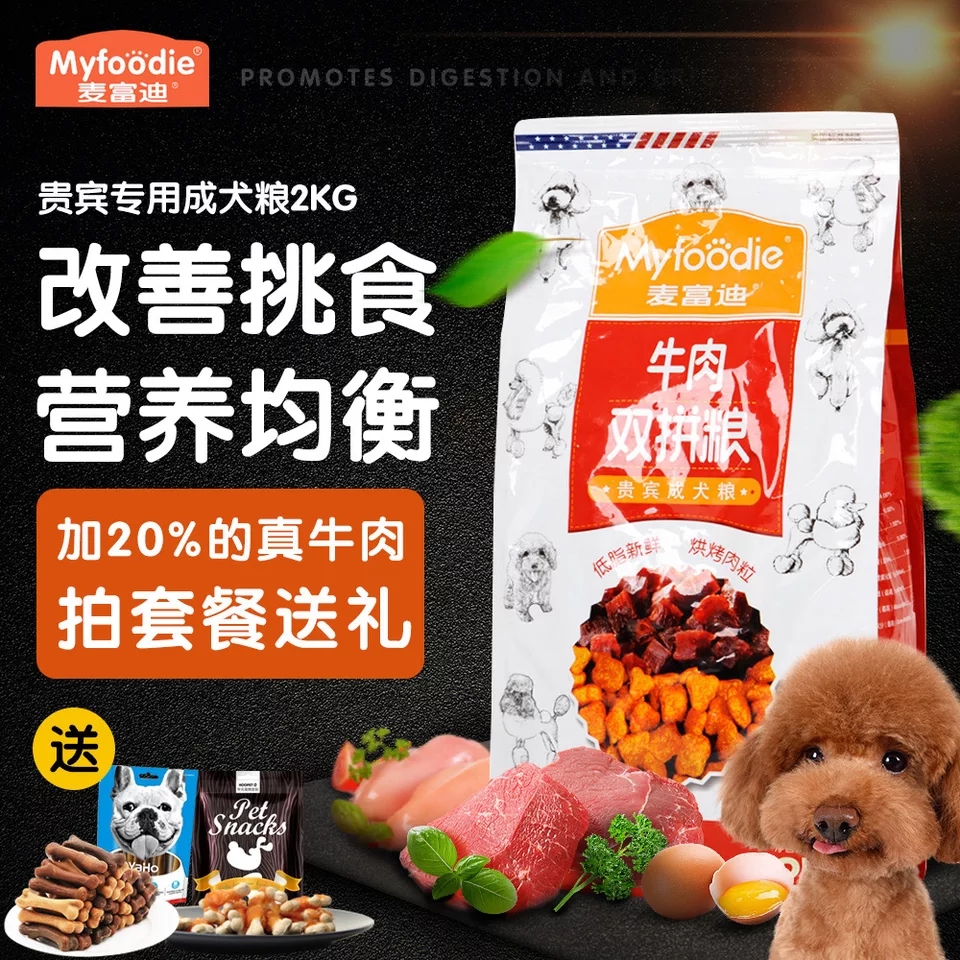 Myfoodie®
麦富迪®
PROMOTES DIGESTION AND
贵宾专用成犬粮2KG
改善挑食
营养均衡
加20%的真牛肉
拍套餐送礼
送
YaHo
Pet
Snacks
Myfoodie®
麦富迪®
牛肉
双拼粮
★贵宾成犬粮★
低脂新鲜 烘烤肉粒